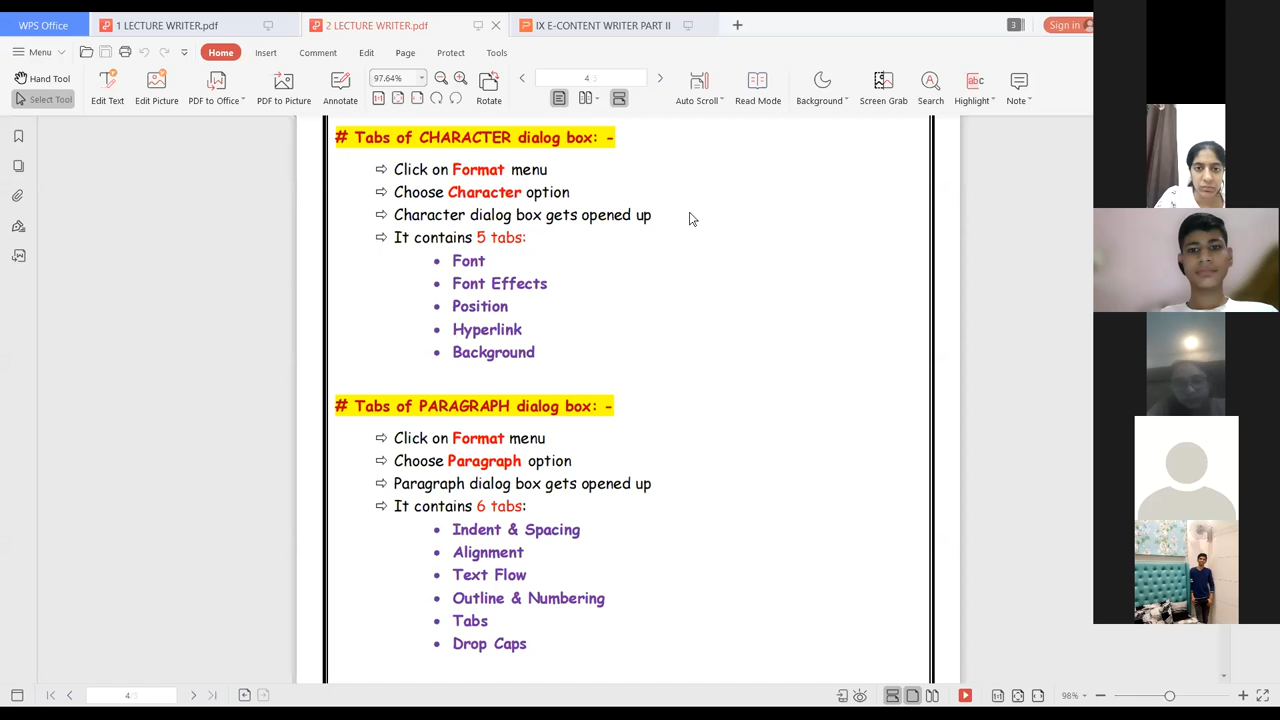 WPS Office
1 LECTURE WRITER.pdf
2 LECTURE WRITER.pdf
IX E-CONTENT WRITER PART II
3
Sign in
Menu
Home
Insert
Comment
Edit
Page
Protect
Tools
Hand Tool
Select Tool
Edit Text
Edit Picture
PDF to Office
PDF to Picture
Annotate
97.64%
Rotate
4/5
Auto Scroll
Read Mode
Background
Screen Grab
Search
Highlight
Note
# Tabs of CHARACTER dialog box: -
⇨ Click on Format menu
⇨ Choose Character option
⇨ Character dialog box gets opened up
⇨ It contains 5 tabs:
• Font
• Font Effects
• Position
• Hyperlink
• Background
# Tabs of PARAGRAPH dialog box: -
⇨ Click on Format menu
⇨ Choose Paragraph option
⇨ Paragraph dialog box gets opened up
⇨ It contains 6 tabs:
• Indent & Spacing
• Alignment
• Text Flow
• Outline & Numbering
• Tabs
• Drop Caps
4/5
98%